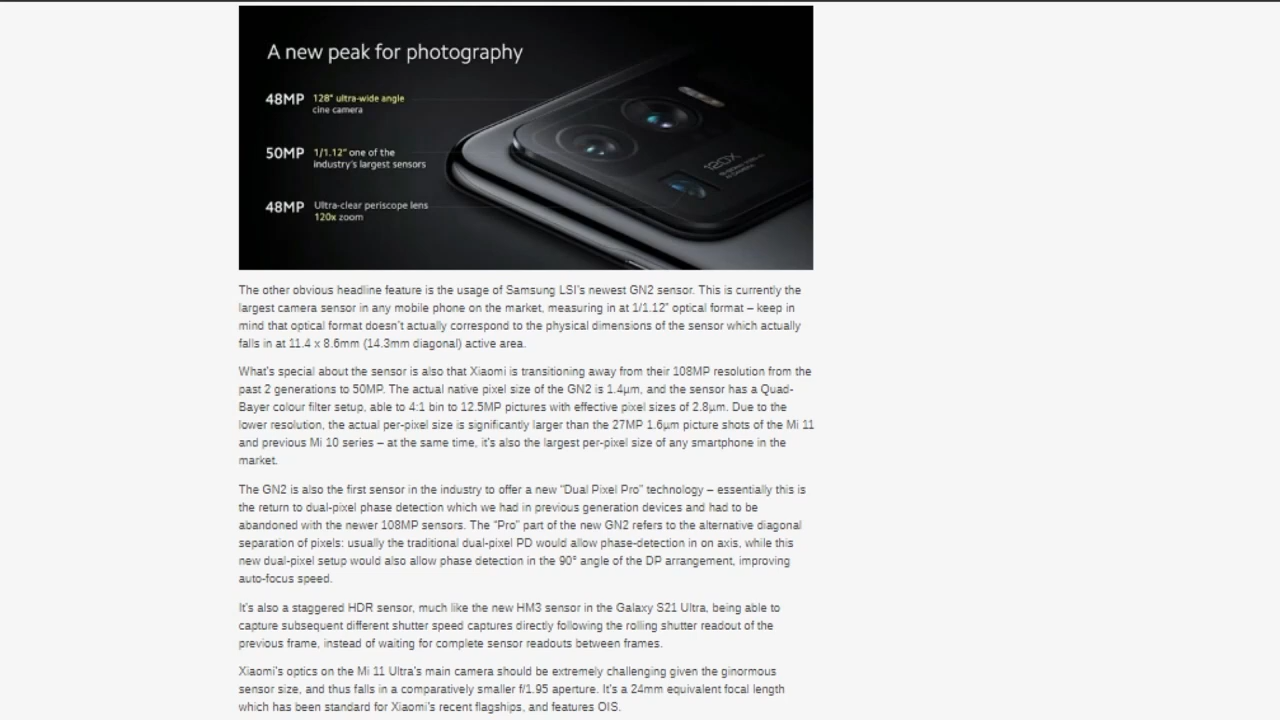 A new peak for photography
48MP 128° ultra-wide angle
cine camera
50MP 1/1.12" one of the
industry's largest sensors
48MP Ultra-clear periscope lens
120x zoom
120X
The other obvious headline feature is the usage of Samsung LSI's newest GN2 sensor. This is currently the
largest camera sensor in any mobile phone on the market, measuring in at 1/1.12" optical format – keep in
mind that optical format doesn't actually correspond to the physical dimensions of the sensor which actually
falls in at 11.4 x 8.6mm (14.3mm diagonal) active area.
What's special about the sensor is also that Xiaomi is transitioning away from their 108MP resolution from the
past 2 generations to 50MP. The actual native pixel size of the GN2 is 1.4µm, and the sensor has a Quad-
Bayer colour filter setup, able to 4:1 bin to 12.5MP pictures with effective pixel sizes of 2.8µm. Due to the
lower resolution, the actual per-pixel size is significantly larger than the 27MP 1.6µm picture shots of the Mi 11
and previous Mi 10 series – at the same time, it's also the largest per-pixel size of any smartphone in the
market.
The GN2 is also the first sensor in the industry to offer a new "Dual Pixel Pro" technology – essentially this is
the return to dual-pixel phase detection which we had in previous generation devices and had to be
abandoned with the newer 108MP sensors. The "Pro" part of the new GN2 refers to the alternative diagonal
separation of pixels: usually the traditional dual-pixel PD would allow phase-detection in on axis, while this
new dual-pixel setup would also allow phase detection in the 90° angle of the DP arrangement, improving
auto-focus speed.
It's also a staggered HDR sensor, much like the new HM3 sensor in the Galaxy S21 Ultra, being able to
capture subsequent different shutter speed captures directly following the rolling shutter readout of the
previous frame, instead of waiting for complete sensor readouts between frames.
Xiaomi's optics on the Mi 11 Ultra's main camera should be extremely challenging given the ginormous
sensor size, and thus falls in a comparatively smaller f/1.95 aperture. It's a 24mm equivalent focal length
which has been standard for Xiaomi's recent flagships, and features OIS.